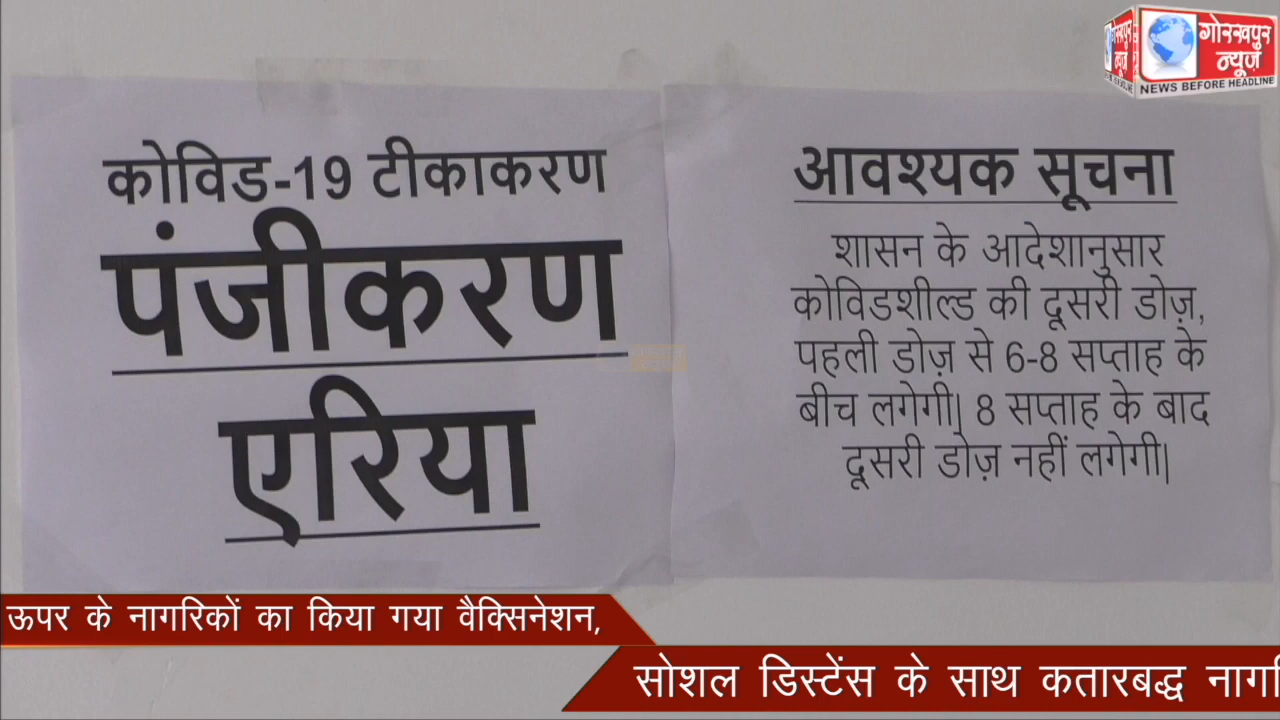 गोरखपुर
न्यूज़
NEWS BEFORE HEADLINE
कोविड-19 टीकाकरण
पंजीकरण
एरिया
आवश्यक सूचना
शासन के आदेशानुसार
कोविडशील्ड की दूसरी डोज़,
पहली डोज़ से 6-8 सप्ताह के
बीच लगेगी| 8 सप्ताह के बाद
दूसरी डोज़ नहीं लगेगी|
ऊपर के नागरिकों का किया गया वैक्सिनेशन,
सोशल डिस्टेंस के साथ कतारबद्ध